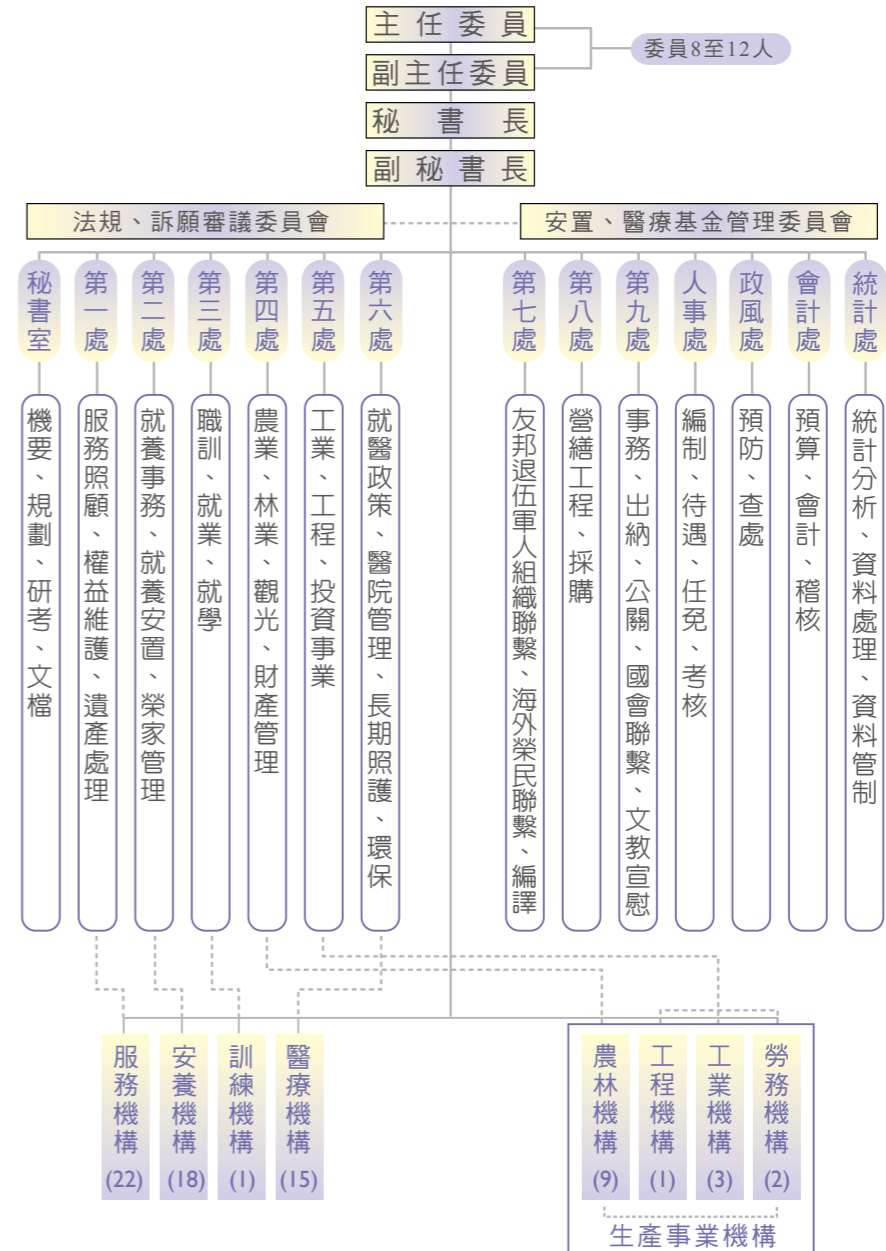 主任委員
委員8至12人
副主任委員
秘書長
副秘書長
法規、訴願審議委員會
安置、醫療基金管理委員會
秘書室
第一處
第二處
第三處
第四處
第五處
第六處
第七處
第八處
第九處
人事處
政風處
會計處
統計處
機要、規劃、研考、文檔
服務照顧、權益維護、遺產處理
就養事務、就養安置、榮家管理
職訓、就業、就學
農業、林業、觀光、財產管理
工業、工程、投資事業
就醫政策、醫院管理、長期照護、環保
友邦退伍軍人組織聯繫、海外榮民聯繫、編譯
營繕工程、採購
事務、出納、公關、國會聯繫、文教宣慰
編制、待遇、任免、考核
預防、查處
預算、會計、稽核
統計分析、資料處理、資料管制
服務機構
(22)
安養機構
(18)
訓練機構
(1)
醫療機構
(15)
農林機構
(9)
工程機構
(1)
工業機構
(3)
勞務機構
(2)
生產事業機構